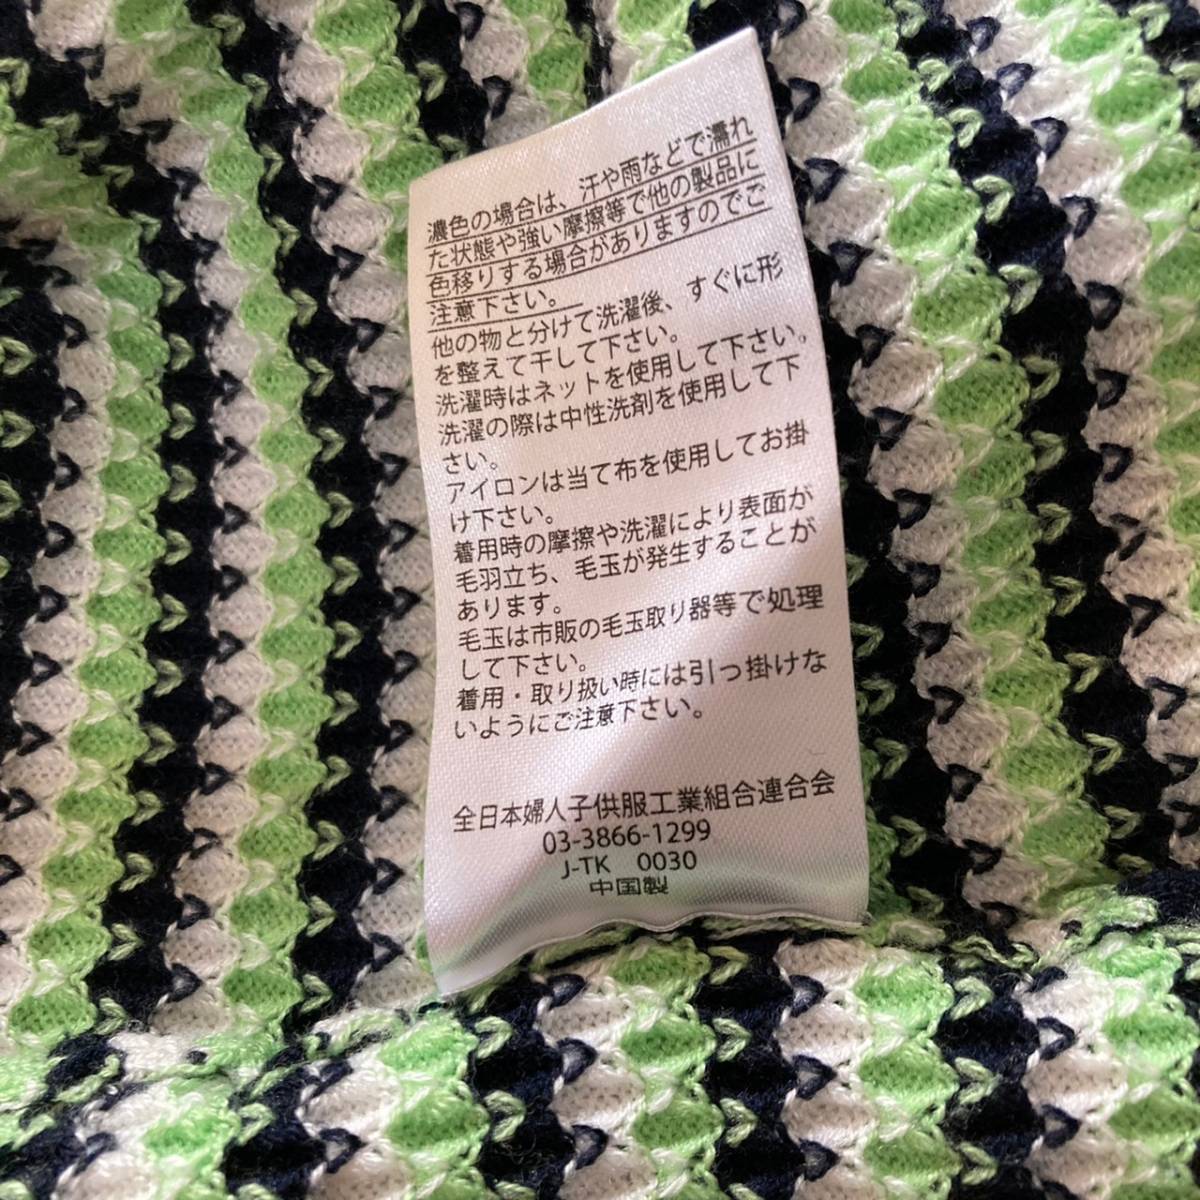 濃色の場合は、汗や雨などで濡れ
た状態や強い摩擦等で他の製品に
色移りする場合がありますのでご
注意下さい。
他の物と分けて洗濯後、すぐに形
を整えて干して下さい。
洗濯時はネットを使用して下さい。
洗濯の際は中性洗剤を使用して下
さい。
アイロンは当て布を使用してお掛
け下さい。
着用時の摩擦や洗濯により表面が
毛羽立ち、毛玉が発生することが
あります。
毛玉は市販の毛玉取り器等で処理
して下さい。
着用・取り扱い時には引っ掛けな
いようにご注意下さい。
全日本婦人子供服工業組合連合会
03-3866-1299
J-TK 0030
中国製